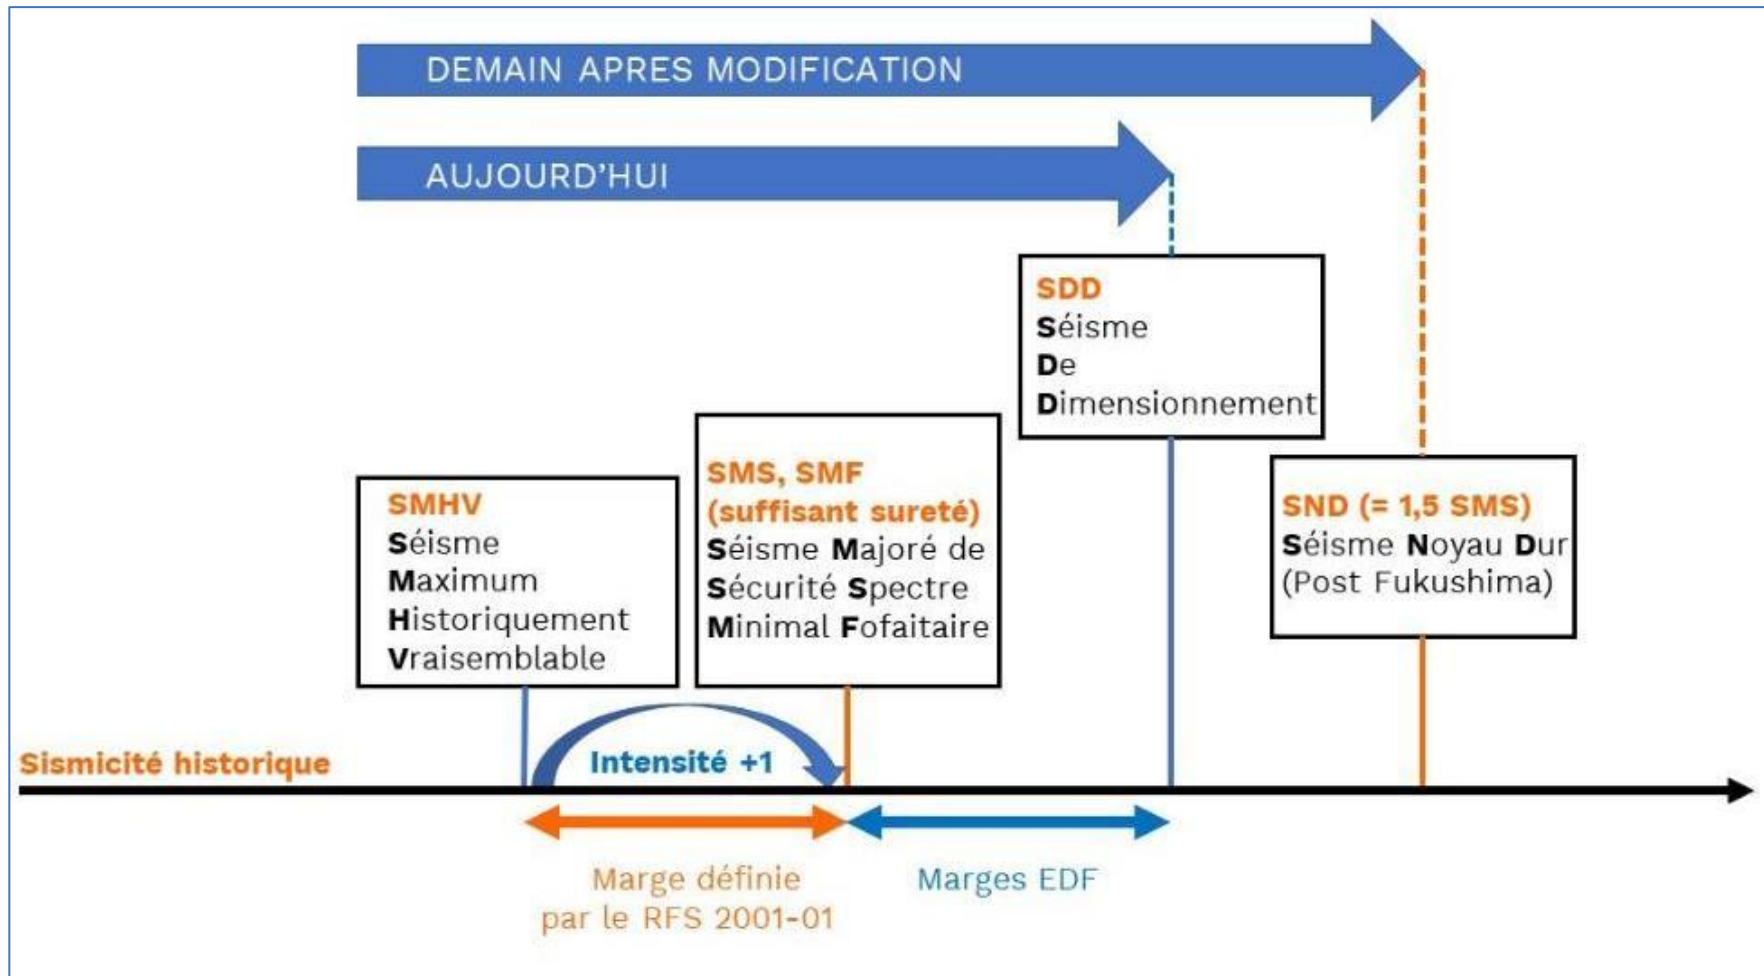 DEMAIN APRES MODIFICATION
AUJOURD'HUI
SDD
Séisme
De
Dimensionnement
SMS, SMF
(suffisant sureté)
Séisme Majoré de
Sécurité Spectre
Minimal Fofaitaire
SMHV
Séisme
Maximum
Historiquement
Vraisemblable
SND (= 1,5 SMS)
Séisme Noyau Dur
(Post Fukushima)
Sismicité historique
Intensité +1
Marge définie
par le RFS 2001-01
Marges EDF